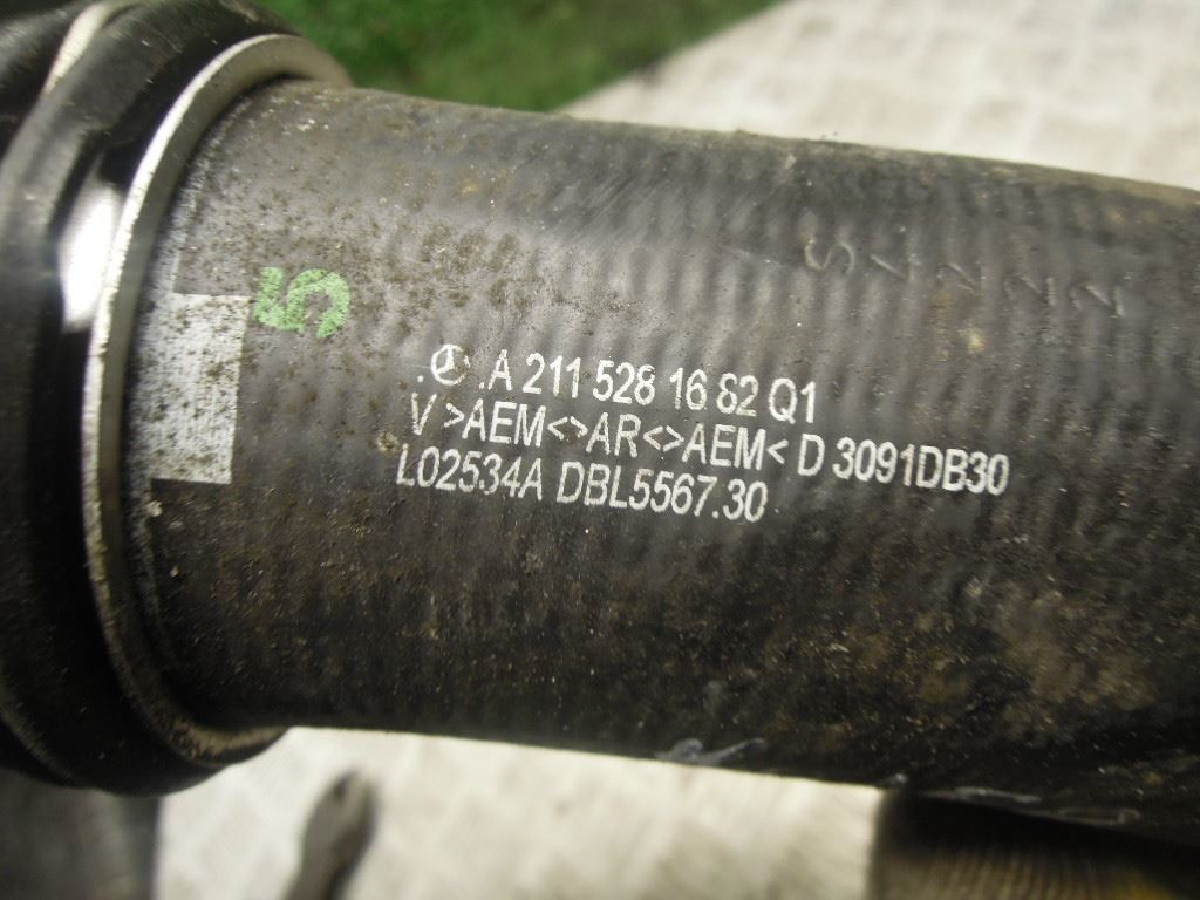 5
.A 211 528 16 82 Q1
V >AEM<>AR<>AEM< D 3091DB30
L02534A DBL5567.30